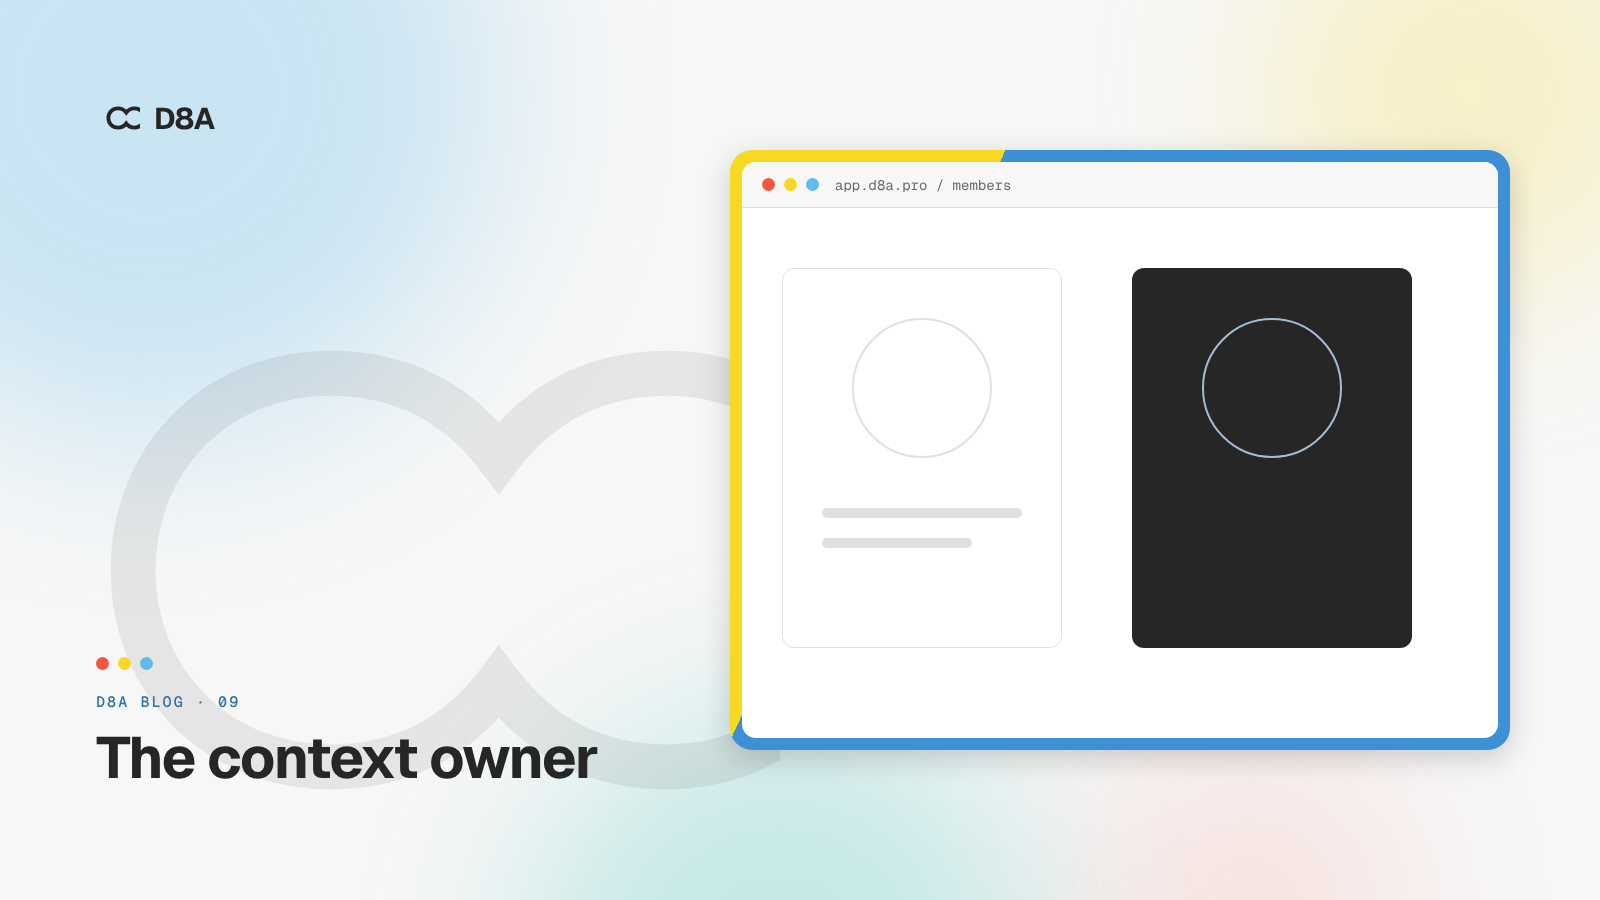 D8A
app.d8a.pro / members
D8A BLOG · 09
The context owner